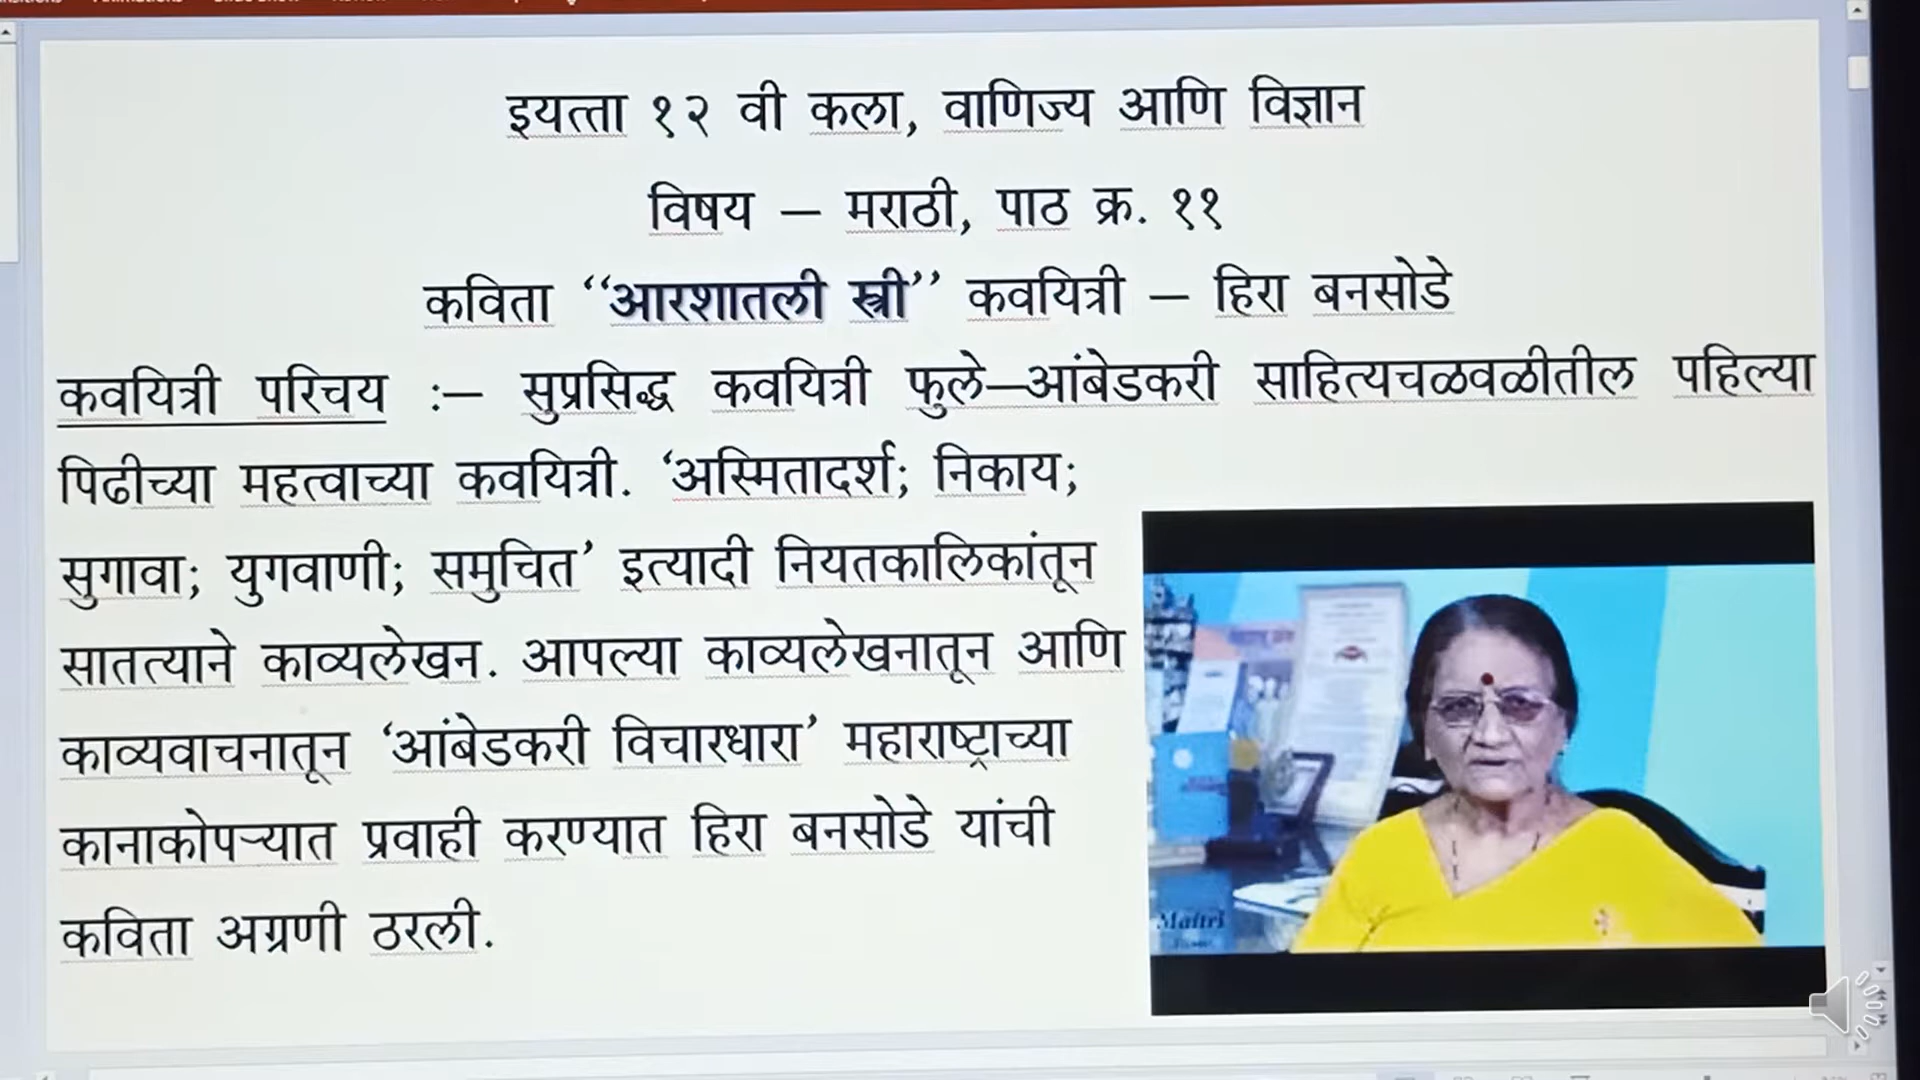 इयत्ता १२ वी कला, वाणिज्य आणि विज्ञान
विषय – मराठी, पाठ क्र. ११
कविता ‘‘आरशातली स्त्री’’ कवयित्री – हिरा बनसोडे
कवयित्री परिचय :– सुप्रसिद्ध कवयित्री फुले–आंबेडकरी साहित्यचळवळीतील पहिल्या
पिढीच्या महत्वाच्या कवयित्री. ‘अस्मितादर्श; निकाय;
सुगावा; युगवाणी; समुचित’ इत्यादी नियतकालिकांतून
सातत्याने काव्यलेखन. आपल्या काव्यलेखनातून आणि
काव्यवाचनातून ‘आंबेडकरी विचारधारा’ महाराष्ट्राच्या
कानाकोपऱ्यात प्रवाही करण्यात हिरा बनसोडे यांची
कविता अग्रणी ठरली.
Maitri